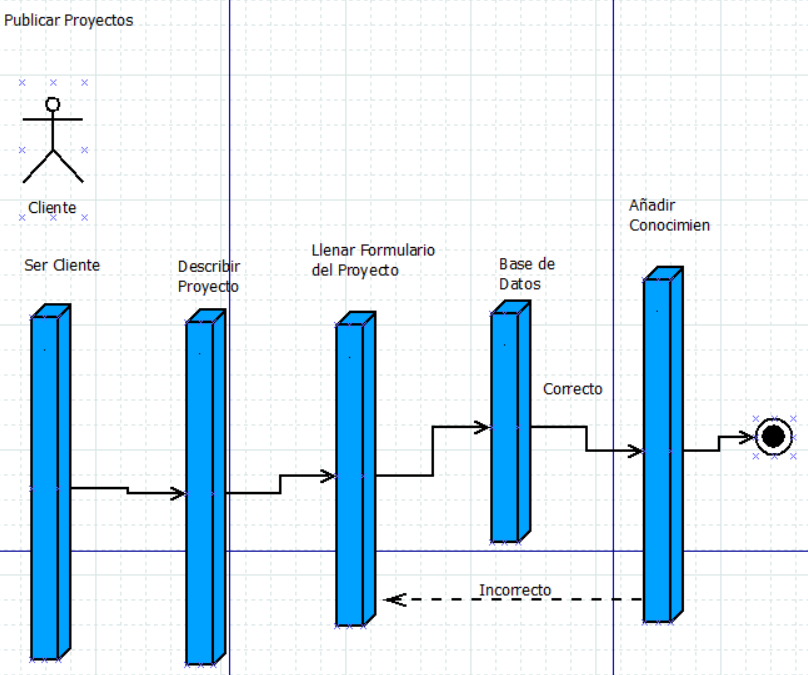 Publicar Proyectos
Cliente
Ser Cliente
Describir
Proyecto
Llenar Formulario
del Proyecto
Base de
Datos
Añadir
Conocimien
Correcto
Incorrecto